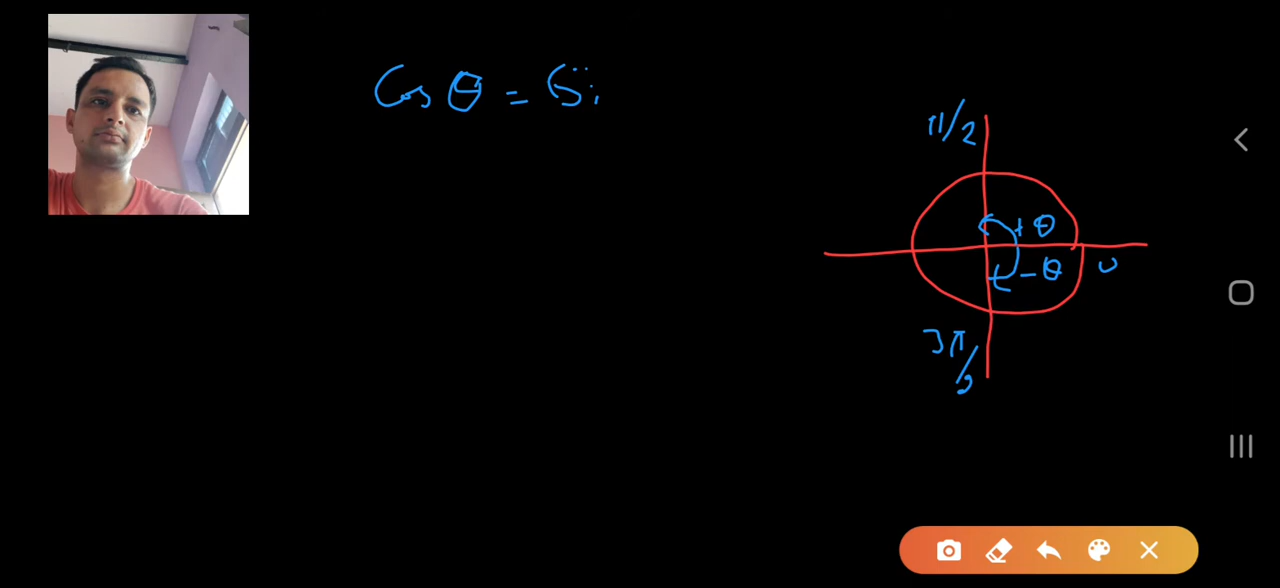 Cos θ = Si
π/2
+ θ
- θ
0
3π/2